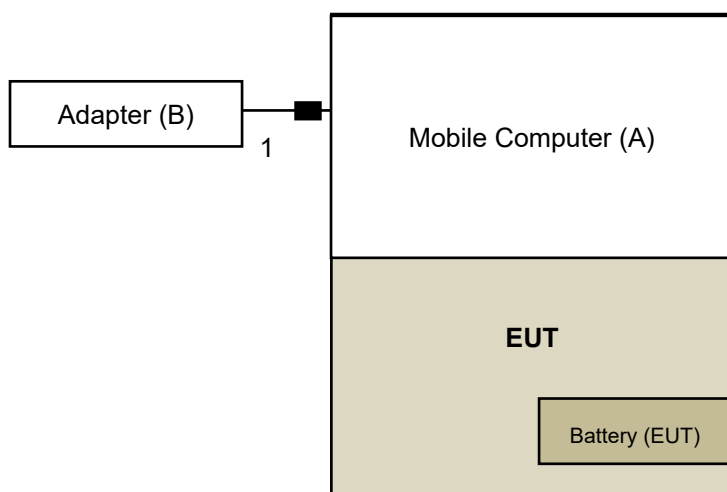 Adapter (B)
1
Mobile Computer (A)
EUT
Battery (EUT)